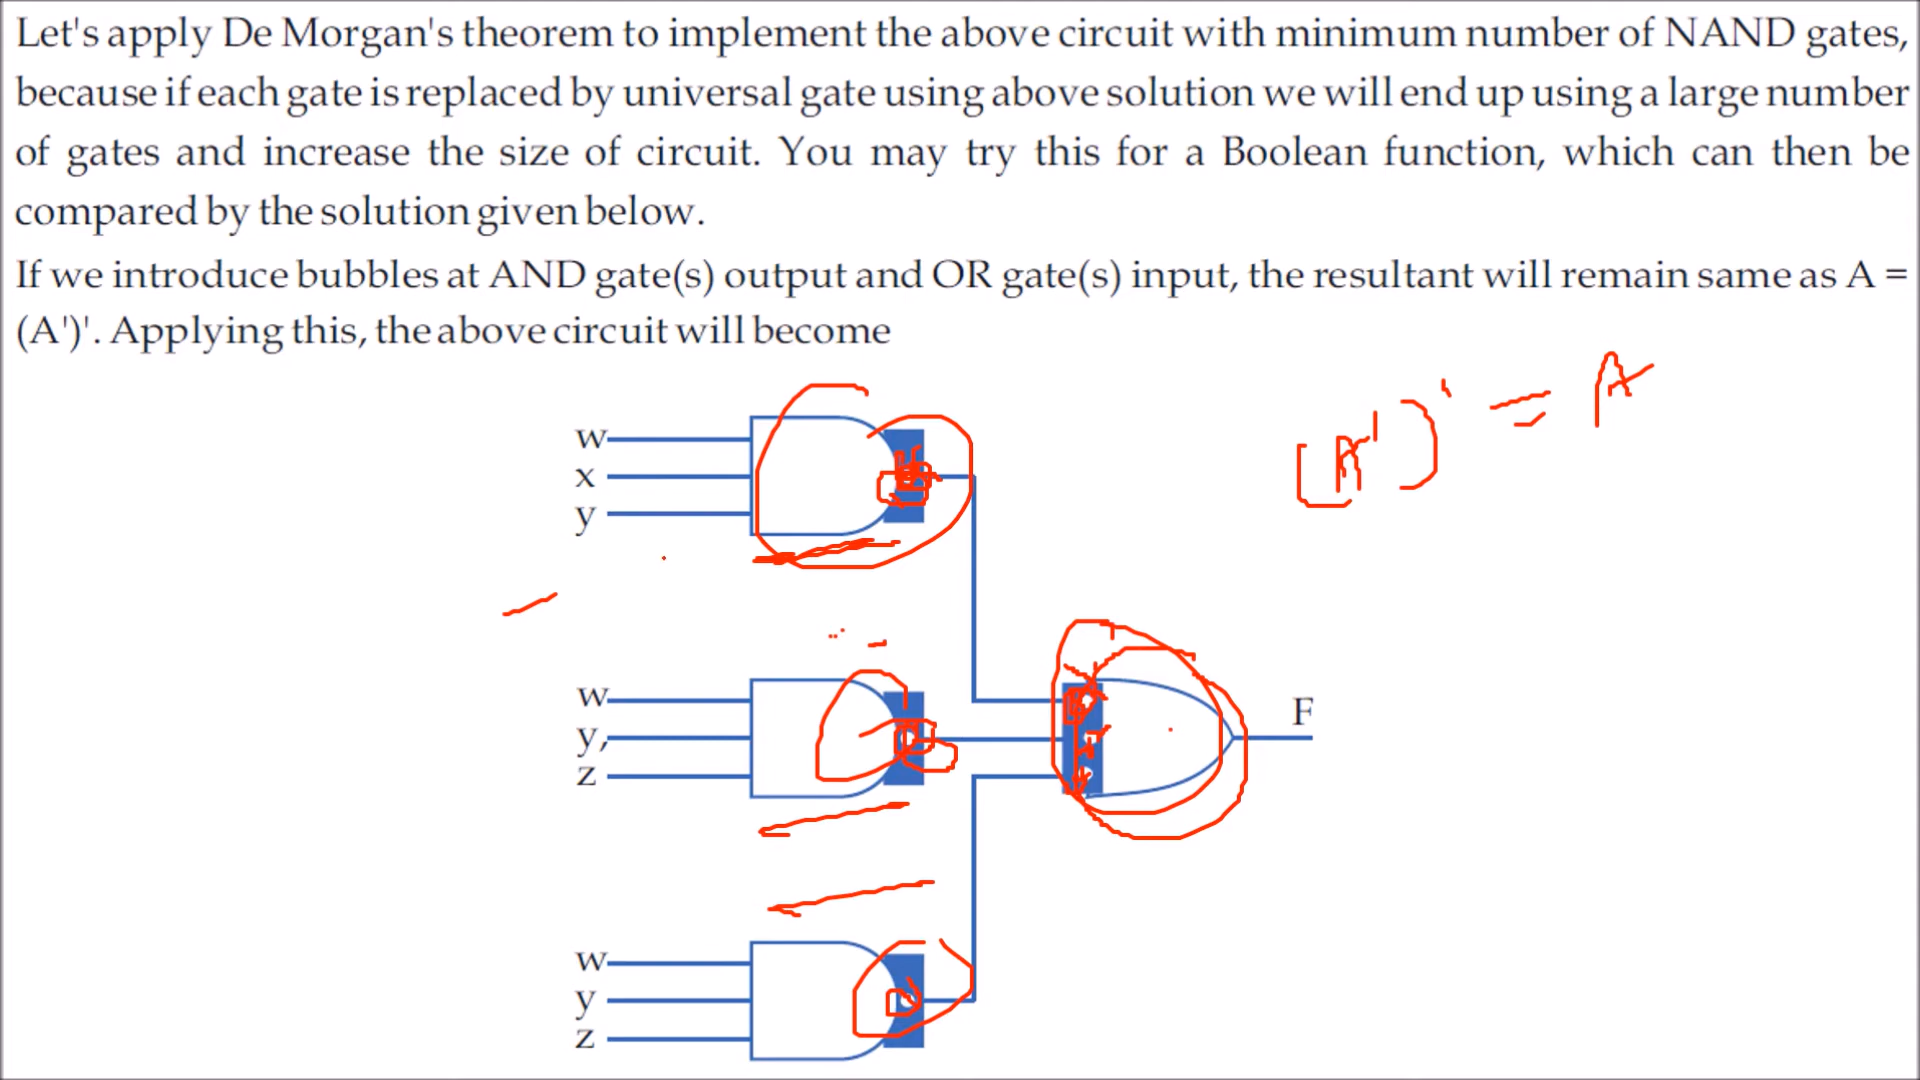 Let's apply De Morgan's theorem to implement the above circuit with minimum number of NAND gates,
because if each gate is replaced by universal gate using above solution we will end up using a large number
of gates and increase the size of circuit. You may try this for a Boolean function, which can then be
compared by the solution given below.
If we introduce bubbles at AND gate(s) output and OR gate(s) input, the resultant will remain same as A =
(A')'. Applying this, the above circuit will become
(A')' = A
w
x
y
w
y,
z
F
w
y
z